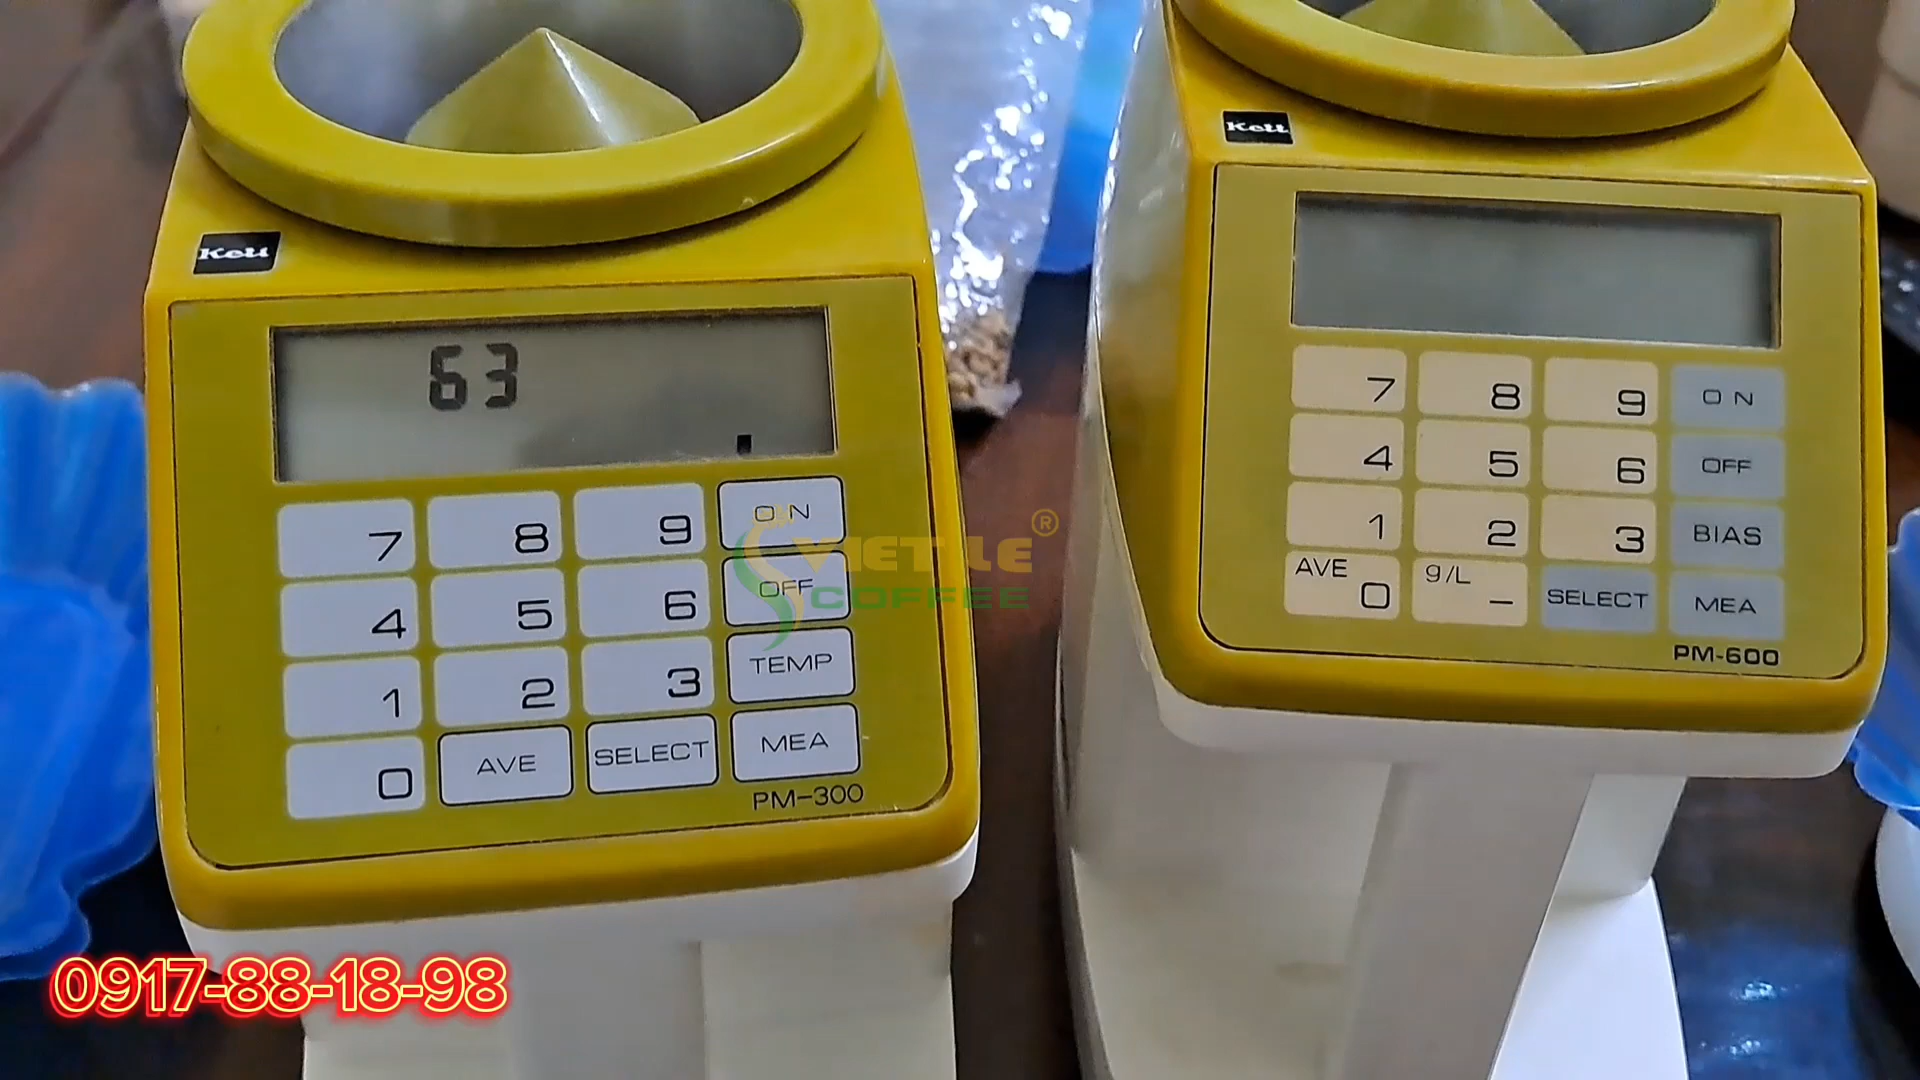 Kett
63
7 8 9 ON
4 5 6 OFF
1 2 3 TEMP
0 AVE SELECT MEA
PM-300
Kett
7 8 9 ON
4 5 6 OFF
1 2 3 BIAS
AVE 0 g/L – SELECT MEA
PM-600
VIET LE ®
COFFEE
0917-88-18-98